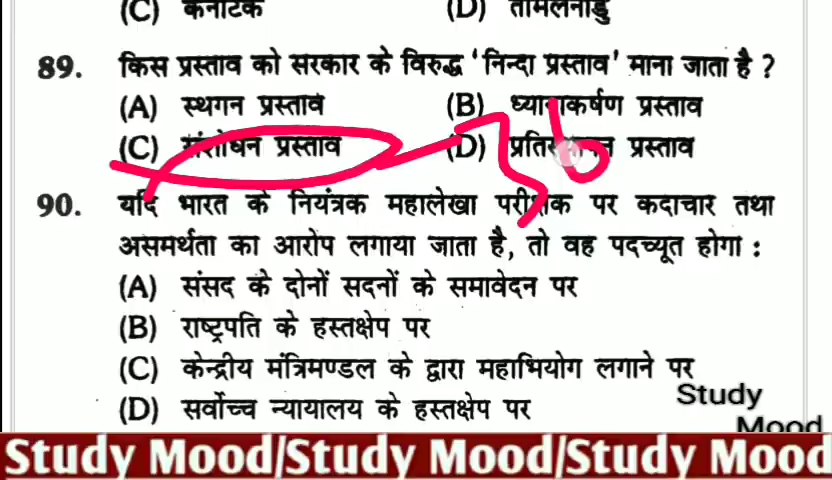 (C) कर्नाटक (D) तमिलनाडु
89. किस प्रस्ताव को सरकार के विरुद्ध 'निन्दा प्रस्ताव' माना जाता है ?
(A) स्थगन प्रस्ताव (B) ध्यानाकर्षण प्रस्ताव
(C) संशोधन प्रस्ताव (D) प्रस्ताव
36
90. यदि भारत के नियंत्रक महालेखा परीक्षक पर कदाचार तथा
असमर्थता का आरोप लगाया जाता है, तो वह पदच्यूत होगा :
(A) संसद के दोनों सदनों के समावेदन पर
(B) राष्ट्रपति के हस्तक्षेप पर
(C) केन्द्रीय मंत्रिमण्डल के द्वारा महाभियोग लगाने पर
(D) सर्वोच्च न्यायालय के हस्तक्षेप पर
Study
Mood
Study Mood/Study Mood/Study Mood